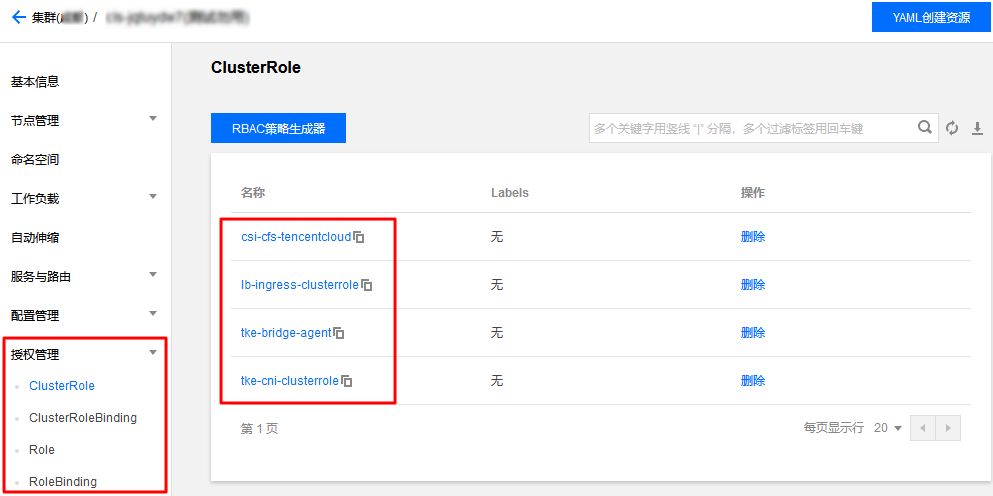 集群( ) /
YAML创建资源
基本信息
节点管理
命名空间
工作负载
自动伸缩
服务与路由
配置管理
授权管理
ClusterRole
ClusterRoleBinding
Role
RoleBinding
ClusterRole
RBAC策略生成器
多个关键字用竖线 “|” 分隔，多个过滤标签用回车键
名称 Labels 操作
csi-cfs-tencentcloud 无 删除
lb-ingress-clusterrole 无 删除
tke-bridge-agent 无 删除
tke-cni-clusterrole 无 删除
第 1 页 每页显示行 20